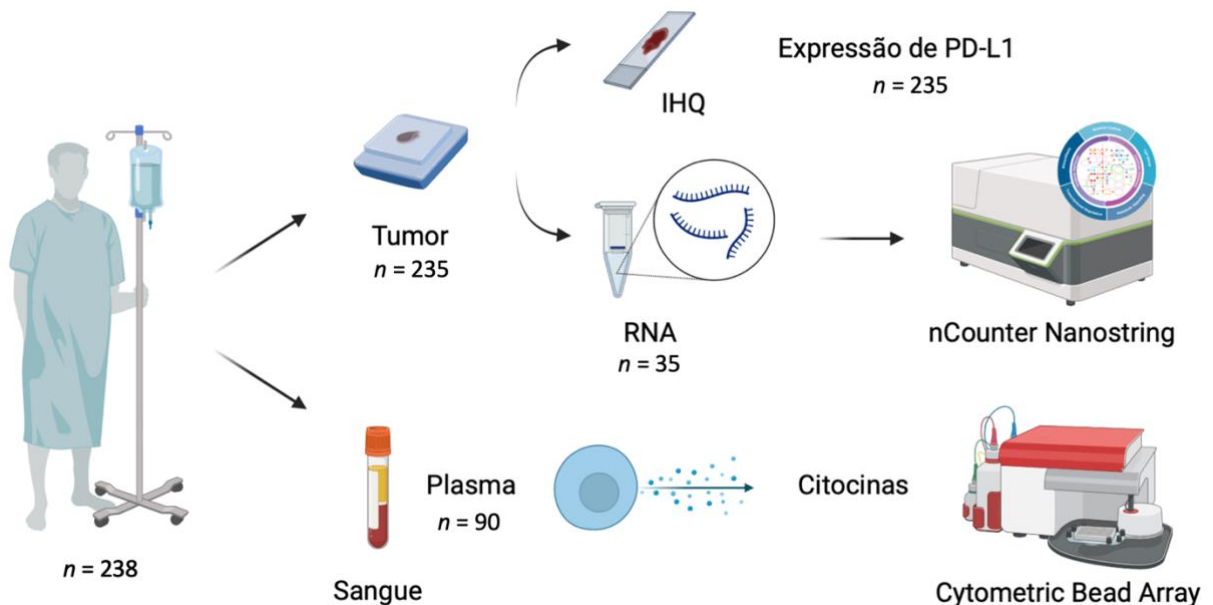 Expressão de PD-L1
n = 235
IHQ
Tumor
n = 235
RNA
n = 35
nCounter Nanostring
Plasma
n = 90
Citocinas
n = 238
Sangue
Cytometric Bead Array